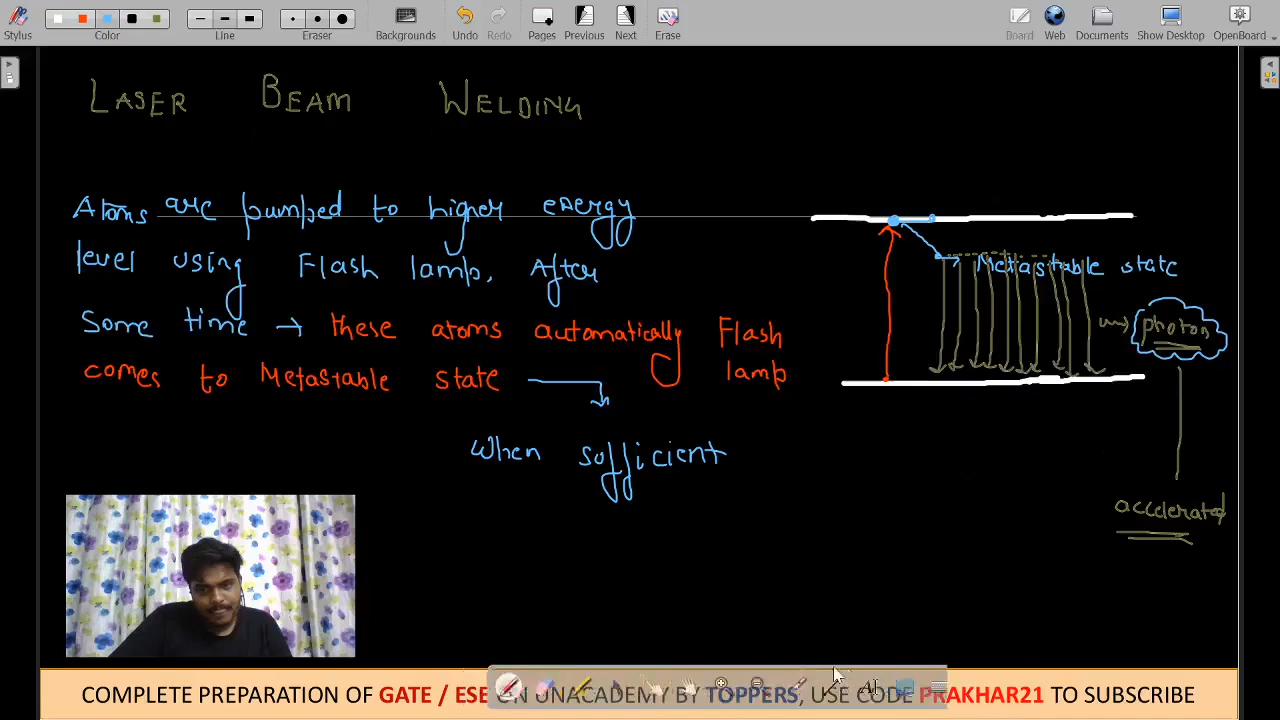 Stylus
Color
Line
Eraser
Backgrounds
Undo
Redo
Pages
Previous
Next
Erase
Board
Web
Documents
Show Desktop
OpenBoard
LASER BEAM WELDING
Atoms are pumped to higher energy
level using Flash lamp. After
Some time → these atoms automatically
comes to Metastable state
When sufficient
Flash
lamp
Metastable state
photon
accelerated
COMPLETE PREPARATION OF GATE / ESE ON UNACADEMY BY TOPPERS, USE CODE PRAKHAR21 TO SUBSCRIBE